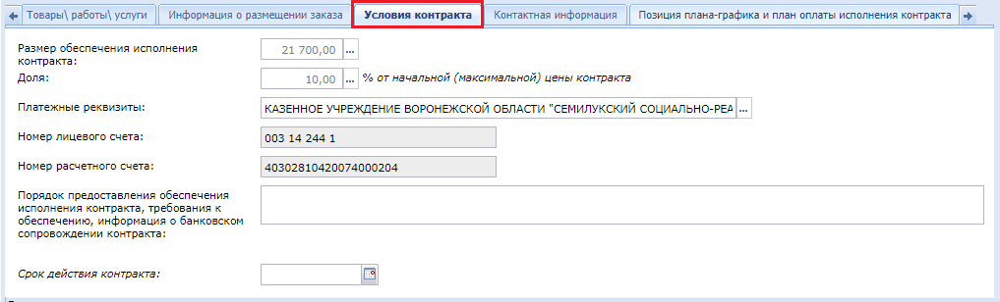 Товары\ работы\ услуги Информация о размещении заказа Условия контракта Контактная информация Позиция плана-графика и план оплаты исполнения контракта
Размер обеспечения исполнения
контракта: 21 700,00 ...
Доля: 10,00 ... % от начальной (максимальной) цены контракта
Платежные реквизиты: КАЗЕННОЕ УЧРЕЖДЕНИЕ ВОРОНЕЖСКОЙ ОБЛАСТИ "СЕМИЛУКСКИЙ СОЦИАЛЬНО-РЕА ...
Номер лицевого счета: 003 14 244 1
Номер расчетного счета: 40302810420074000204
Порядок предоставления обеспечения
исполнения контракта, требования к
обеспечению, информация о банковском
сопровождении контракта:
Срок действия контракта: